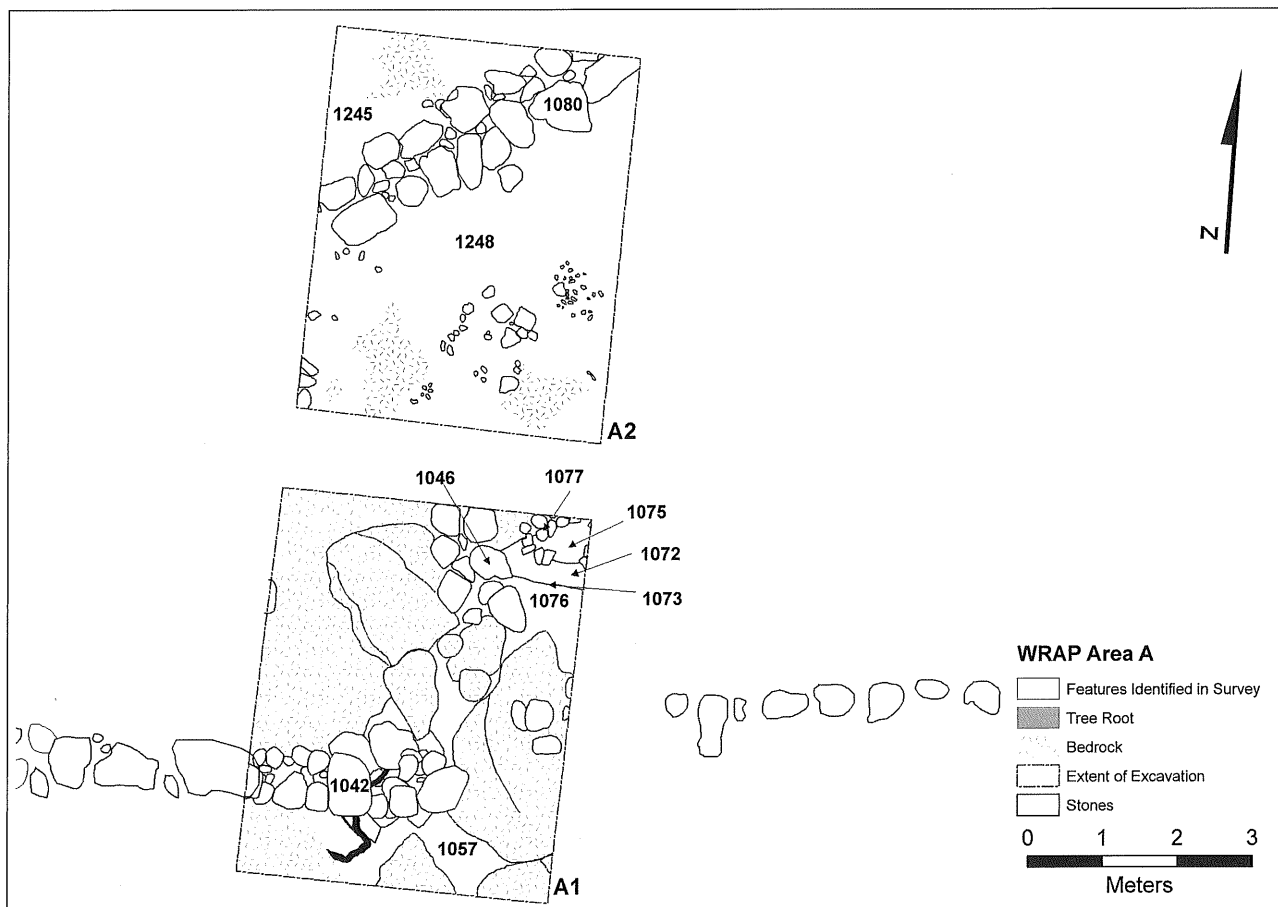 1245
1080
1248
A2
N
1046
1077
1075
1072
1076
1073
1042
1057
A1
WRAP Area A
Features Identified in Survey
Tree Root
Bedrock
Extent of Excavation
Stones
0 1 2 3
Meters